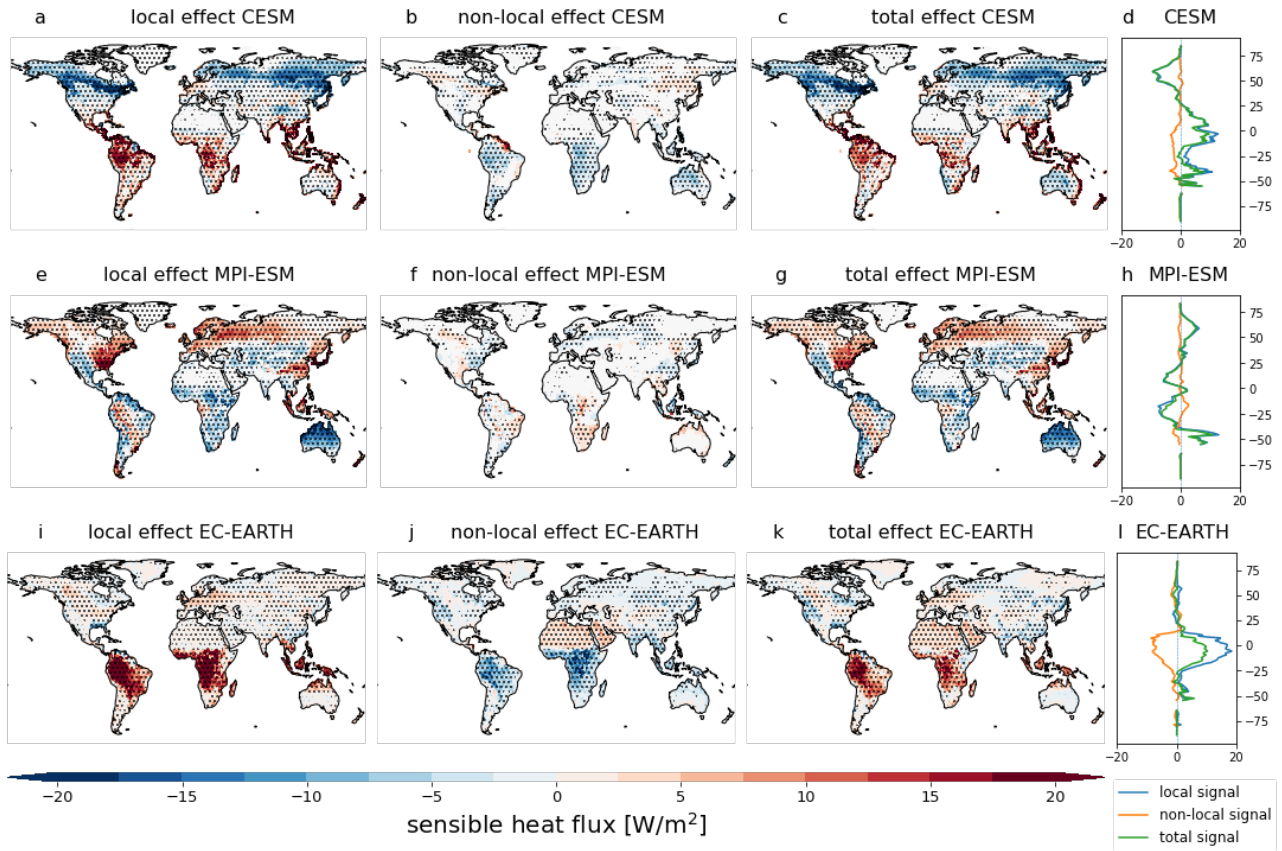 a local effect CESM b non-local effect CESM c total effect CESM d CESM
75
50
25
0
−25
−50
−75
−20 0 20
e local effect MPI-ESM f non-local effect MPI-ESM g total effect MPI-ESM h MPI-ESM
75
50
25
0
−25
−50
−75
−20 0 20
i local effect EC-EARTH j non-local effect EC-EARTH k total effect EC-EARTH l EC-EARTH
75
50
25
0
−25
−50
−75
−20 0 20
−20 −15 −10 −5 0 5 10 15 20
sensible heat flux [W/m²]
local signal
non-local signal
total signal